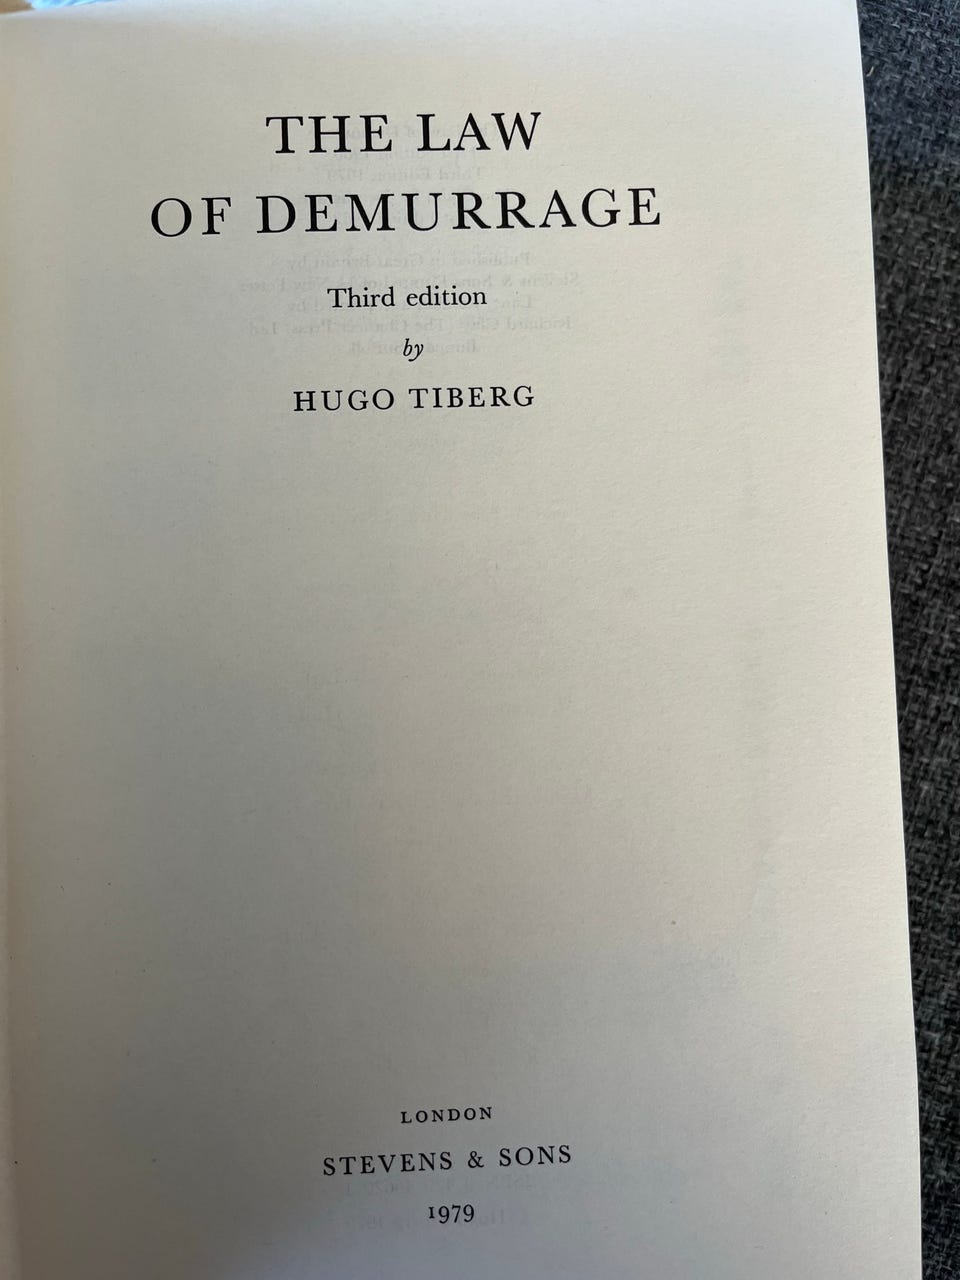 THE LAW
OF DEMURRAGE
Third edition
by
HUGO TIBERG
LONDON
STEVENS & SONS
1979